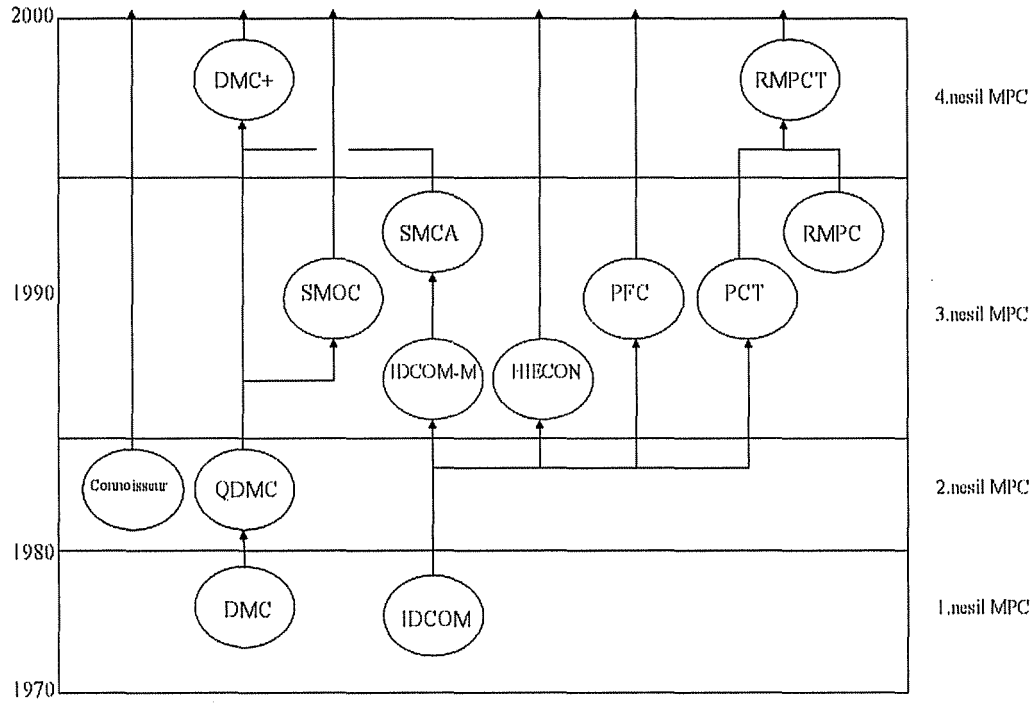 2000
DMC+
RMPCT
4.nesil MPC
SMCA
RMPC
1990
SMOC
PFC
PCT
3.nesil MPC
IDCOM-M
HIECON
Connoisseur
QDMC
2.nesil MPC
1980
DMC
IDCOM
1.nesil MPC
1970